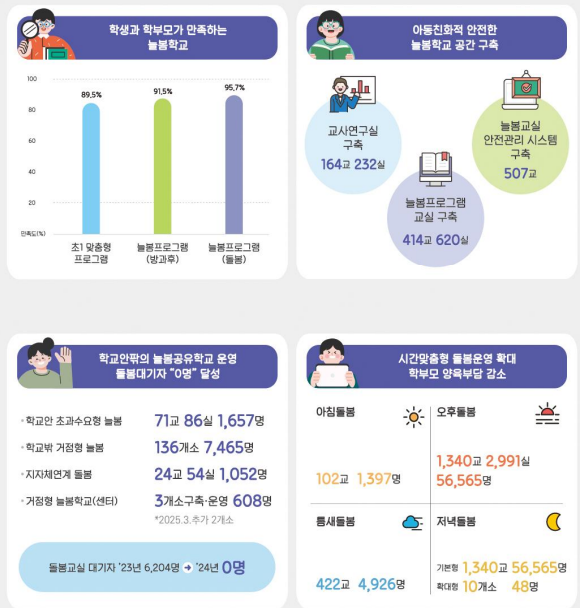 학생과 학부모가 만족하는
늘봄학교
100
80
60
40
20
만족도(%)
89,5%
91,5%
95,7%
초1 맞춤형
프로그램
늘봄프로그램
(방과후)
늘봄프로그램
(돌봄)
아동친화적 안전한
늘봄학교 공간 구축
교사연구실
구축
164교 232실
늘봄교실
안전관리 시스템
구축
507교
늘봄프로그램
교실 구축
414교 620실
학교안팎의 늘봄공유학교 운영
돌봄대기자 "0명" 달성
· 학교안 초과수요형 늘봄 71교 86실 1,657명
· 학교밖 거점형 늘봄 136개소 7,465명
· 지자체연계 돌봄 24교 54실 1,052명
· 거점형 늘봄학교(센터) 3개소구축·운영 608명
*2025.3.추가 2개소
돌봄교실 대기자 '23년 6,204명 → '24년 0명
시간맞춤형 돌봄운영 확대
학부모 양육부담 감소
아침돌봄
102교 1,397명
오후돌봄
1,340교 2,991실
56,565명
틈새돌봄
422교 4,926명
저녁돌봄
기본형 1,340교 56,565명
확대형 10개소 48명